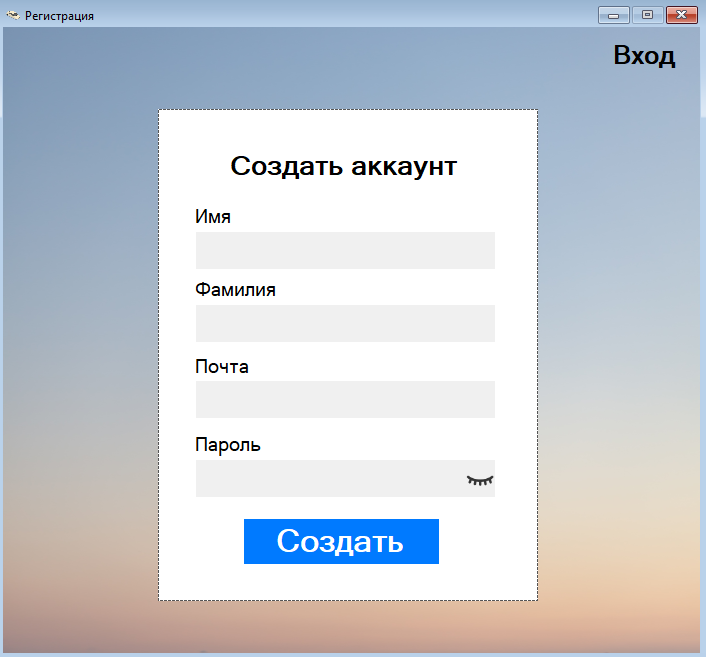 Регистрация
Вход
Создать аккаунт
Имя
Фамилия
Почта
Пароль
Создать